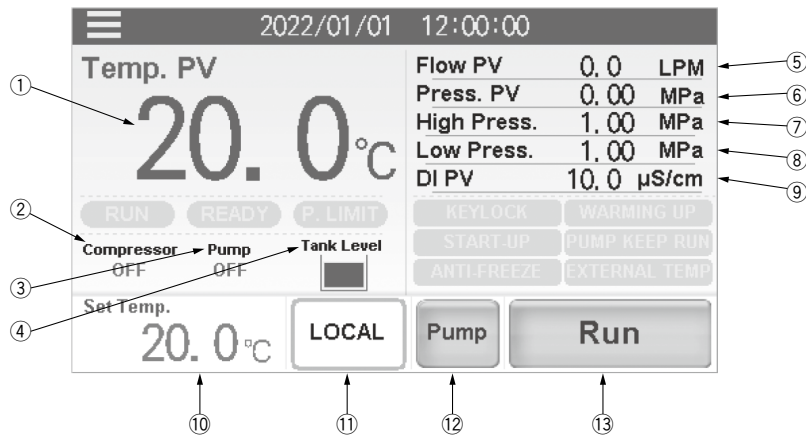 2022/01/01 12:00:00
Temp. PV
20.0°C
Flow PV 0.0 LPM
Press. PV 0.00 MPa
High Press. 1.00 MPa
Low Press. 1.00 MPa
DI PV 10.0 µS/cm
① 
⑤
⑥
⑦
⑧
⑨
RUN READY P. LIMIT
KEYLOCK WARMING UP
START-UP PUMP KEEP RUN
ANTI-FREEZE EXTERNAL TEMP
②
③
④
Compressor Pump Tank Level
OFF OFF
Set Temp.
20.0°C
LOCAL
Pump
Run
⑩ ⑪ ⑫ ⑬